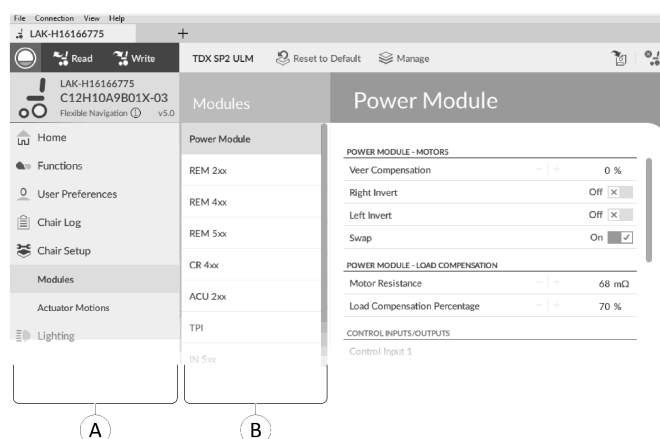 File Connection View Help
LAK-H16166775 +
Read Write TDX SP2 ULM Reset to Default Manage
LAK-H16166775
C12H10A9B01X-03
Flexible Navigation v5.0
Modules
Power Module
Home
Functions
User Preferences
Chair Log
Chair Setup
Modules
Actuator Motions
Lighting
Power Module
REM 2xx
REM 4xx
REM 5xx
CR 4xx
ACU 2xx
TPI
IN 5xx
POWER MODULE - MOTORS
Veer Compensation - + 0 %
Right Invert Off
Left Invert Off
Swap On
POWER MODULE - LOAD COMPENSATION
Motor Resistance - + 68 mΩ
Load Compensation Percentage - + 70 %
CONTROL INPUTS/OUTPUTS
Control Input 1
A B